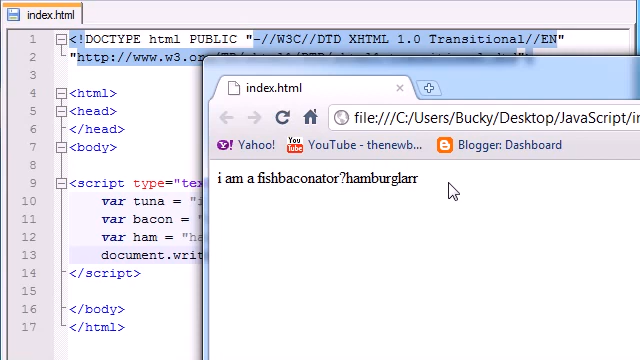 index.html
1 <!DOCTYPE html PUBLIC "-//W3C//DTD XHTML 1.0 Transitional//EN"
2 "http://www.w3.or
3
4 <html>
5 <head>
6 </head>
7 <body>
8
9 <script type="tex
10 var tuna = "i
11 var bacon = "
12 var ham = "ha
13 document.writ
14 </script>
15
16 </body>
17 </html>
index.html
file:///C:/Users/Bucky/Desktop/JavaScript/in
Yahoo! YouTube - thenewb... Blogger: Dashboard
i am a fishbaconator?hamburglarr